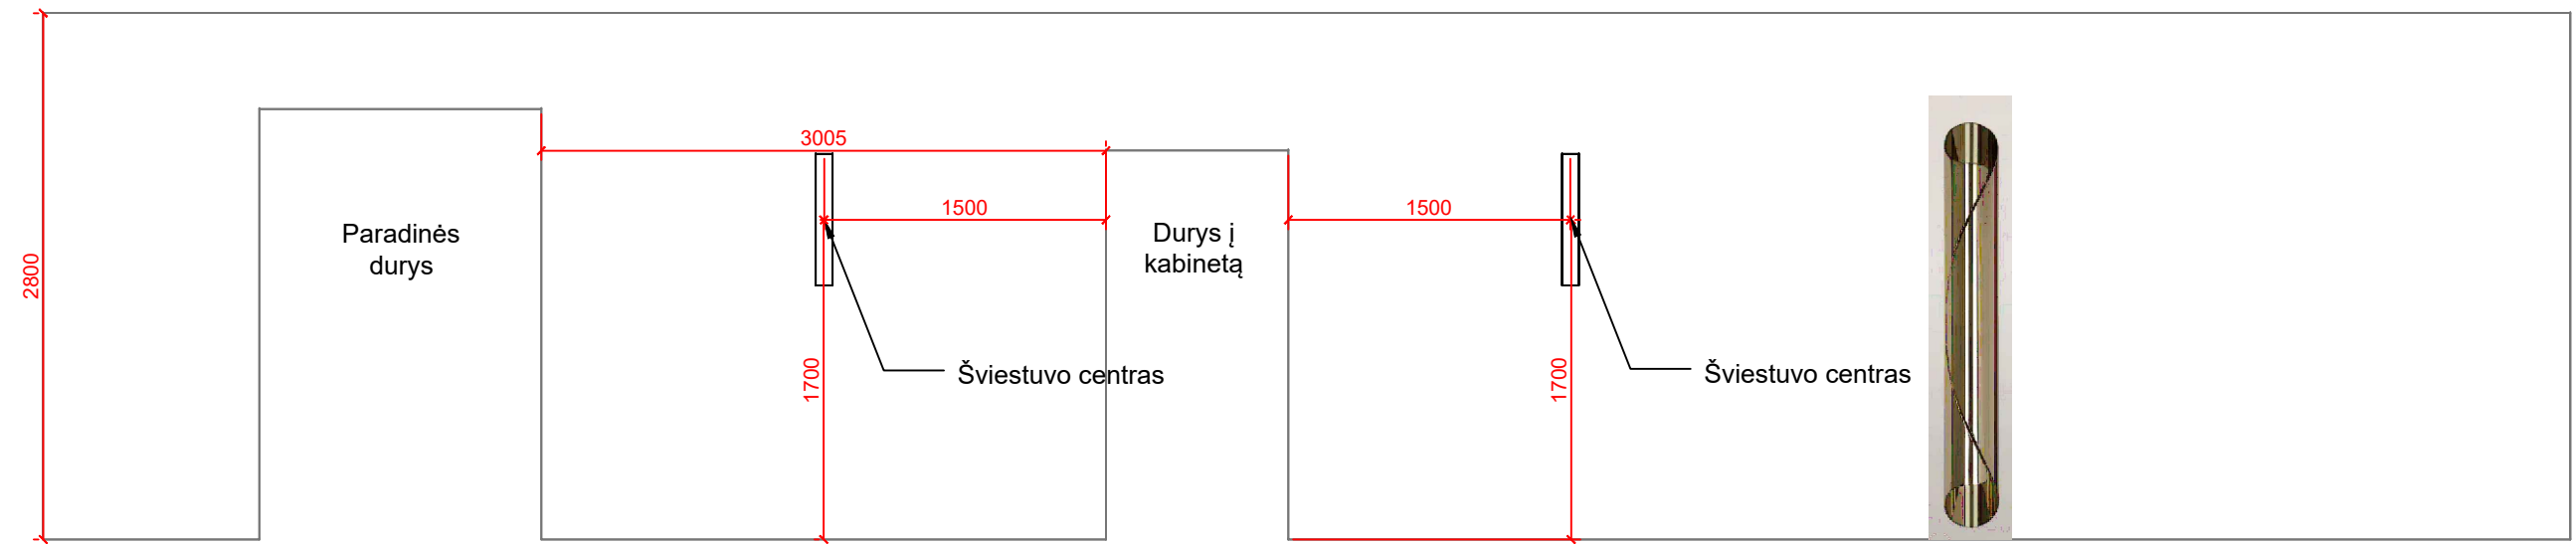 3005
1500
1500
Paradinės
durys
Durys į
kabinetą
2800
1700
Šviestuvo centras
1700
Šviestuvo centras